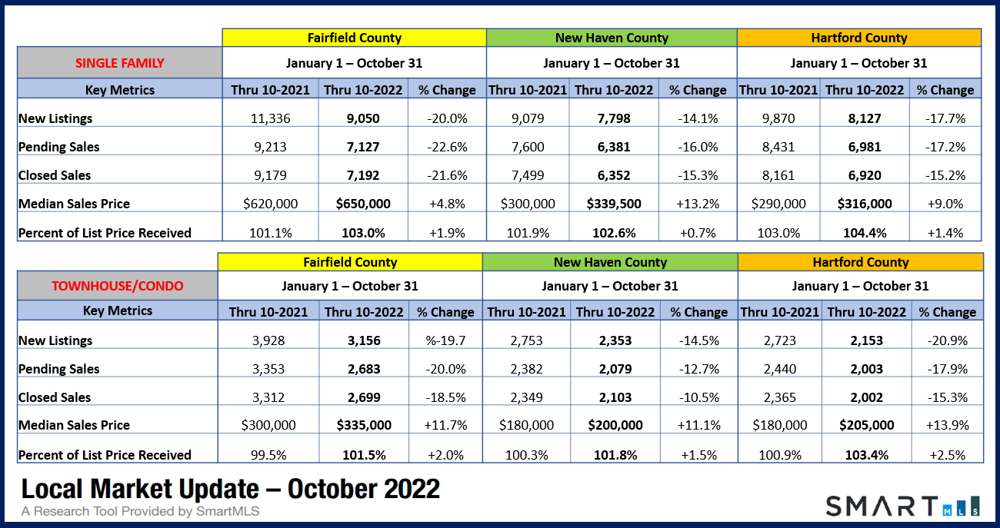 Fairfield County New Haven County Hartford County
SINGLE FAMILY January 1 – October 31 January 1 – October 31 January 1 – October 31
Key Metrics Thru 10-2021 Thru 10-2022 % Change Thru 10-2021 Thru 10-2022 % Change Thru 10-2021 Thru 10-2022 % Change
New Listings 11,336 9,050 -20.0% 9,079 7,798 -14.1% 9,870 8,127 -17.7%
Pending Sales 9,213 7,127 -22.6% 7,600 6,381 -16.0% 8,431 6,981 -17.2%
Closed Sales 9,179 7,192 -21.6% 7,499 6,352 -15.3% 8,161 6,920 -15.2%
Median Sales Price $620,000 $650,000 +4.8% $300,000 $339,500 +13.2% $290,000 $316,000 +9.0%
Percent of List Price Received 101.1% 103.0% +1.9% 101.9% 102.6% +0.7% 103.0% 104.4% +1.4%
Fairfield County New Haven County Hartford County
TOWNHOUSE/CONDO January 1 – October 31 January 1 – October 31 January 1 – October 31
Key Metrics Thru 10-2021 Thru 10-2022 % Change Thru 10-2021 Thru 10-2022 % Change Thru 10-2021 Thru 10-2022 % Change
New Listings 3,928 3,156 %-19.7 2,753 2,353 -14.5% 2,723 2,153 -20.9%
Pending Sales 3,353 2,683 -20.0% 2,382 2,079 -12.7% 2,440 2,003 -17.9%
Closed Sales 3,312 2,699 -18.5% 2,349 2,103 -10.5% 2,365 2,002 -15.3%
Median Sales Price $300,000 $335,000 +11.7% $180,000 $200,000 +11.1% $180,000 $205,000 +13.9%
Percent of List Price Received 99.5% 101.5% +2.0% 100.3% 101.8% +1.5% 100.9% 103.4% +2.5%
Local Market Update – October 2022
A Research Tool Provided by SmartMLS
SMART MLS